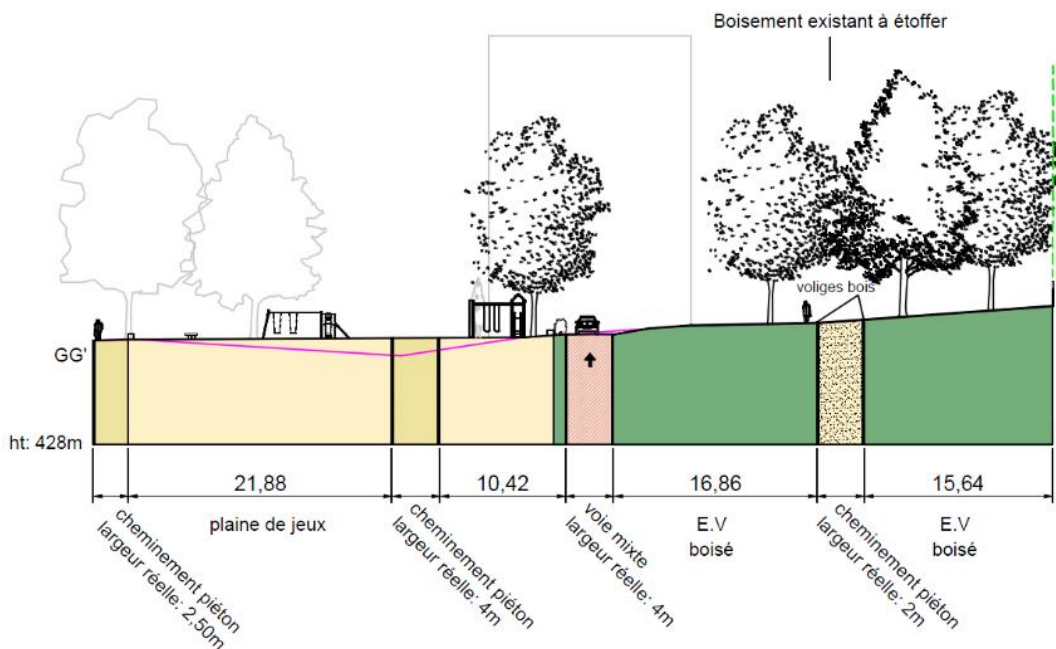 Boisement existant à étoffer
voliges bois
GG'
ht: 428m
21,88
10,42
16,86
15,64
plaine de jeux
E.V
boisé
E.V
boisé
cheminement piéton
largeur réelle: 2,50m
cheminement piéton
largeur réelle: 4m
voie mixte
largeur réelle: 4m
cheminement piéton
largeur réelle: 2m